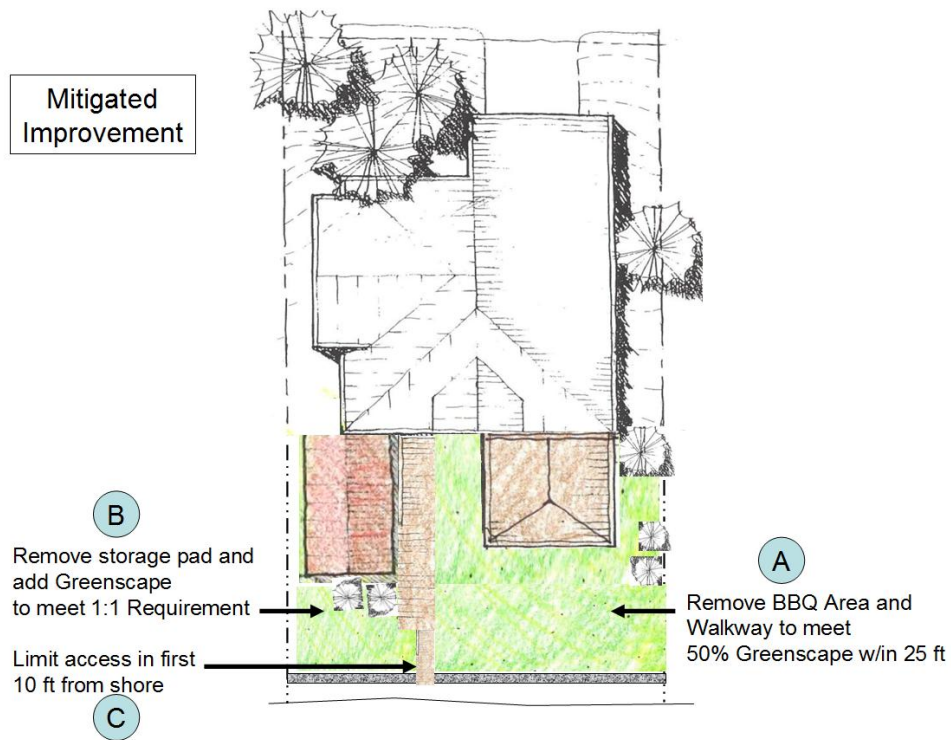 Mitigated
Improvement
B
Remove storage pad and
add Greenscape
to meet 1:1 Requirement
Limit access in first
10 ft from shore
C
A
Remove BBQ Area and
Walkway to meet
50% Greenscape w/in 25 ft